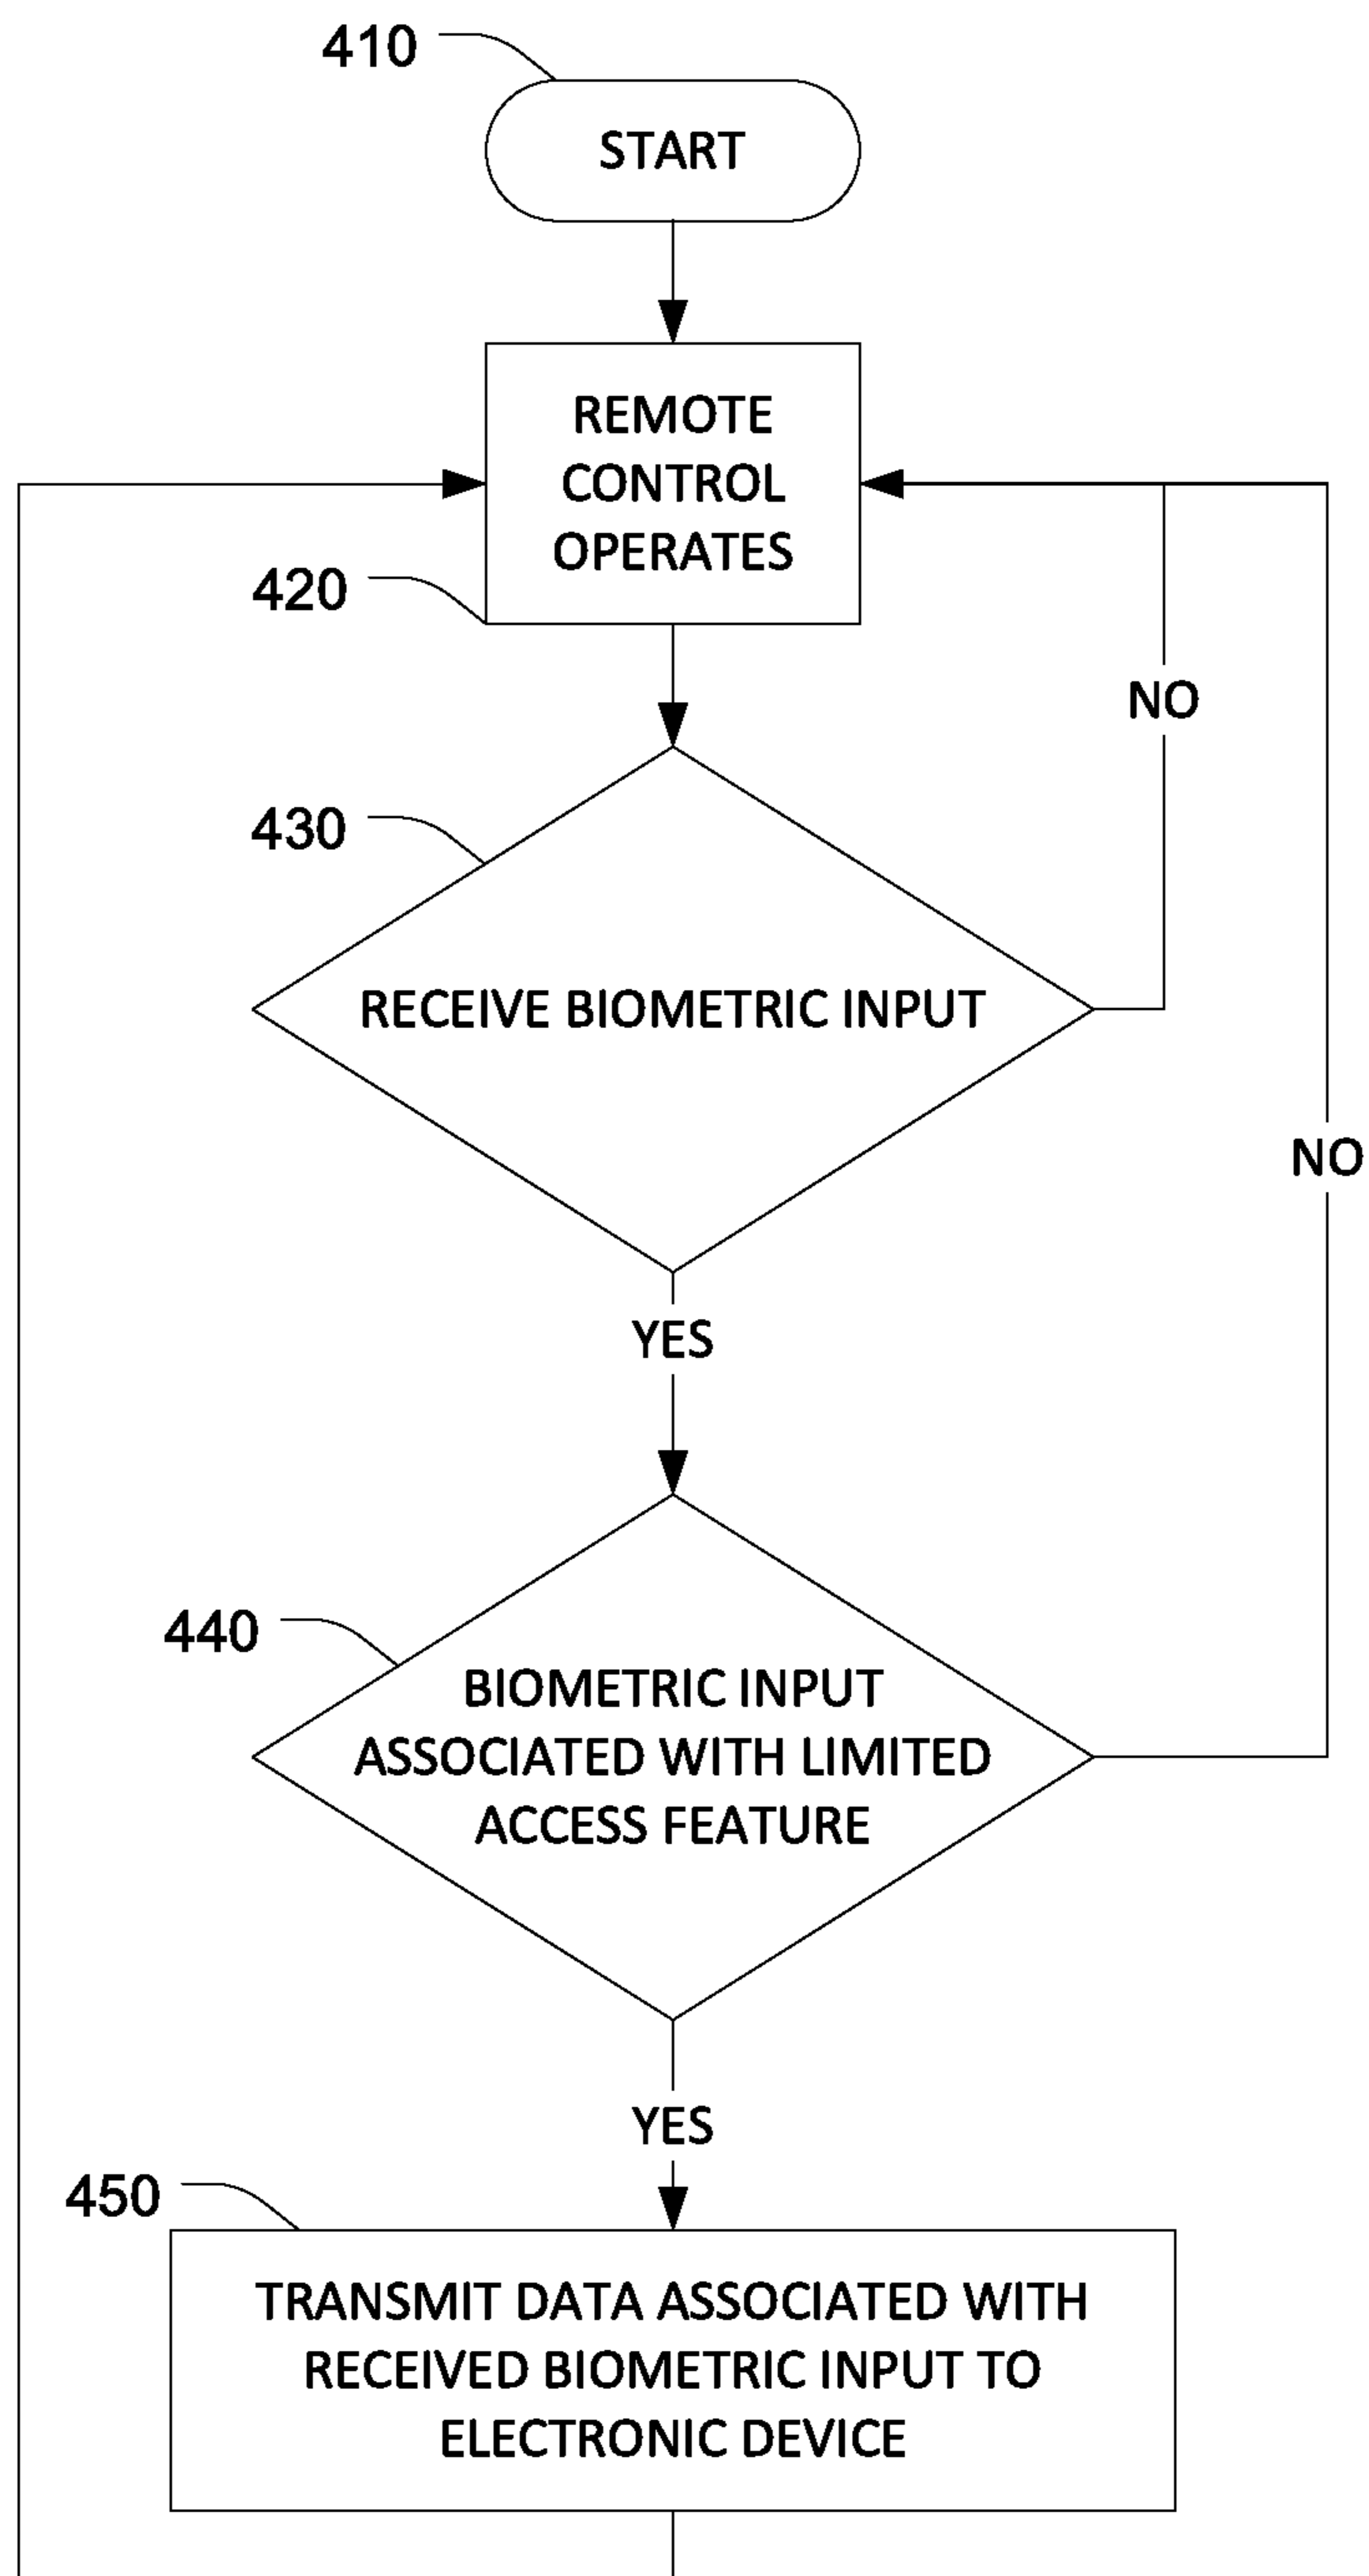 410
START
REMOTE
CONTROL
OPERATES
420
NO
430
RECEIVE BIOMETRIC INPUT
NO
YES
440
BIOMETRIC INPUT
ASSOCIATED WITH LIMITED
ACCESS FEATURE
YES
450
TRANSMIT DATA ASSOCIATED WITH
RECEIVED BIOMETRIC INPUT TO
ELECTRONIC DEVICE